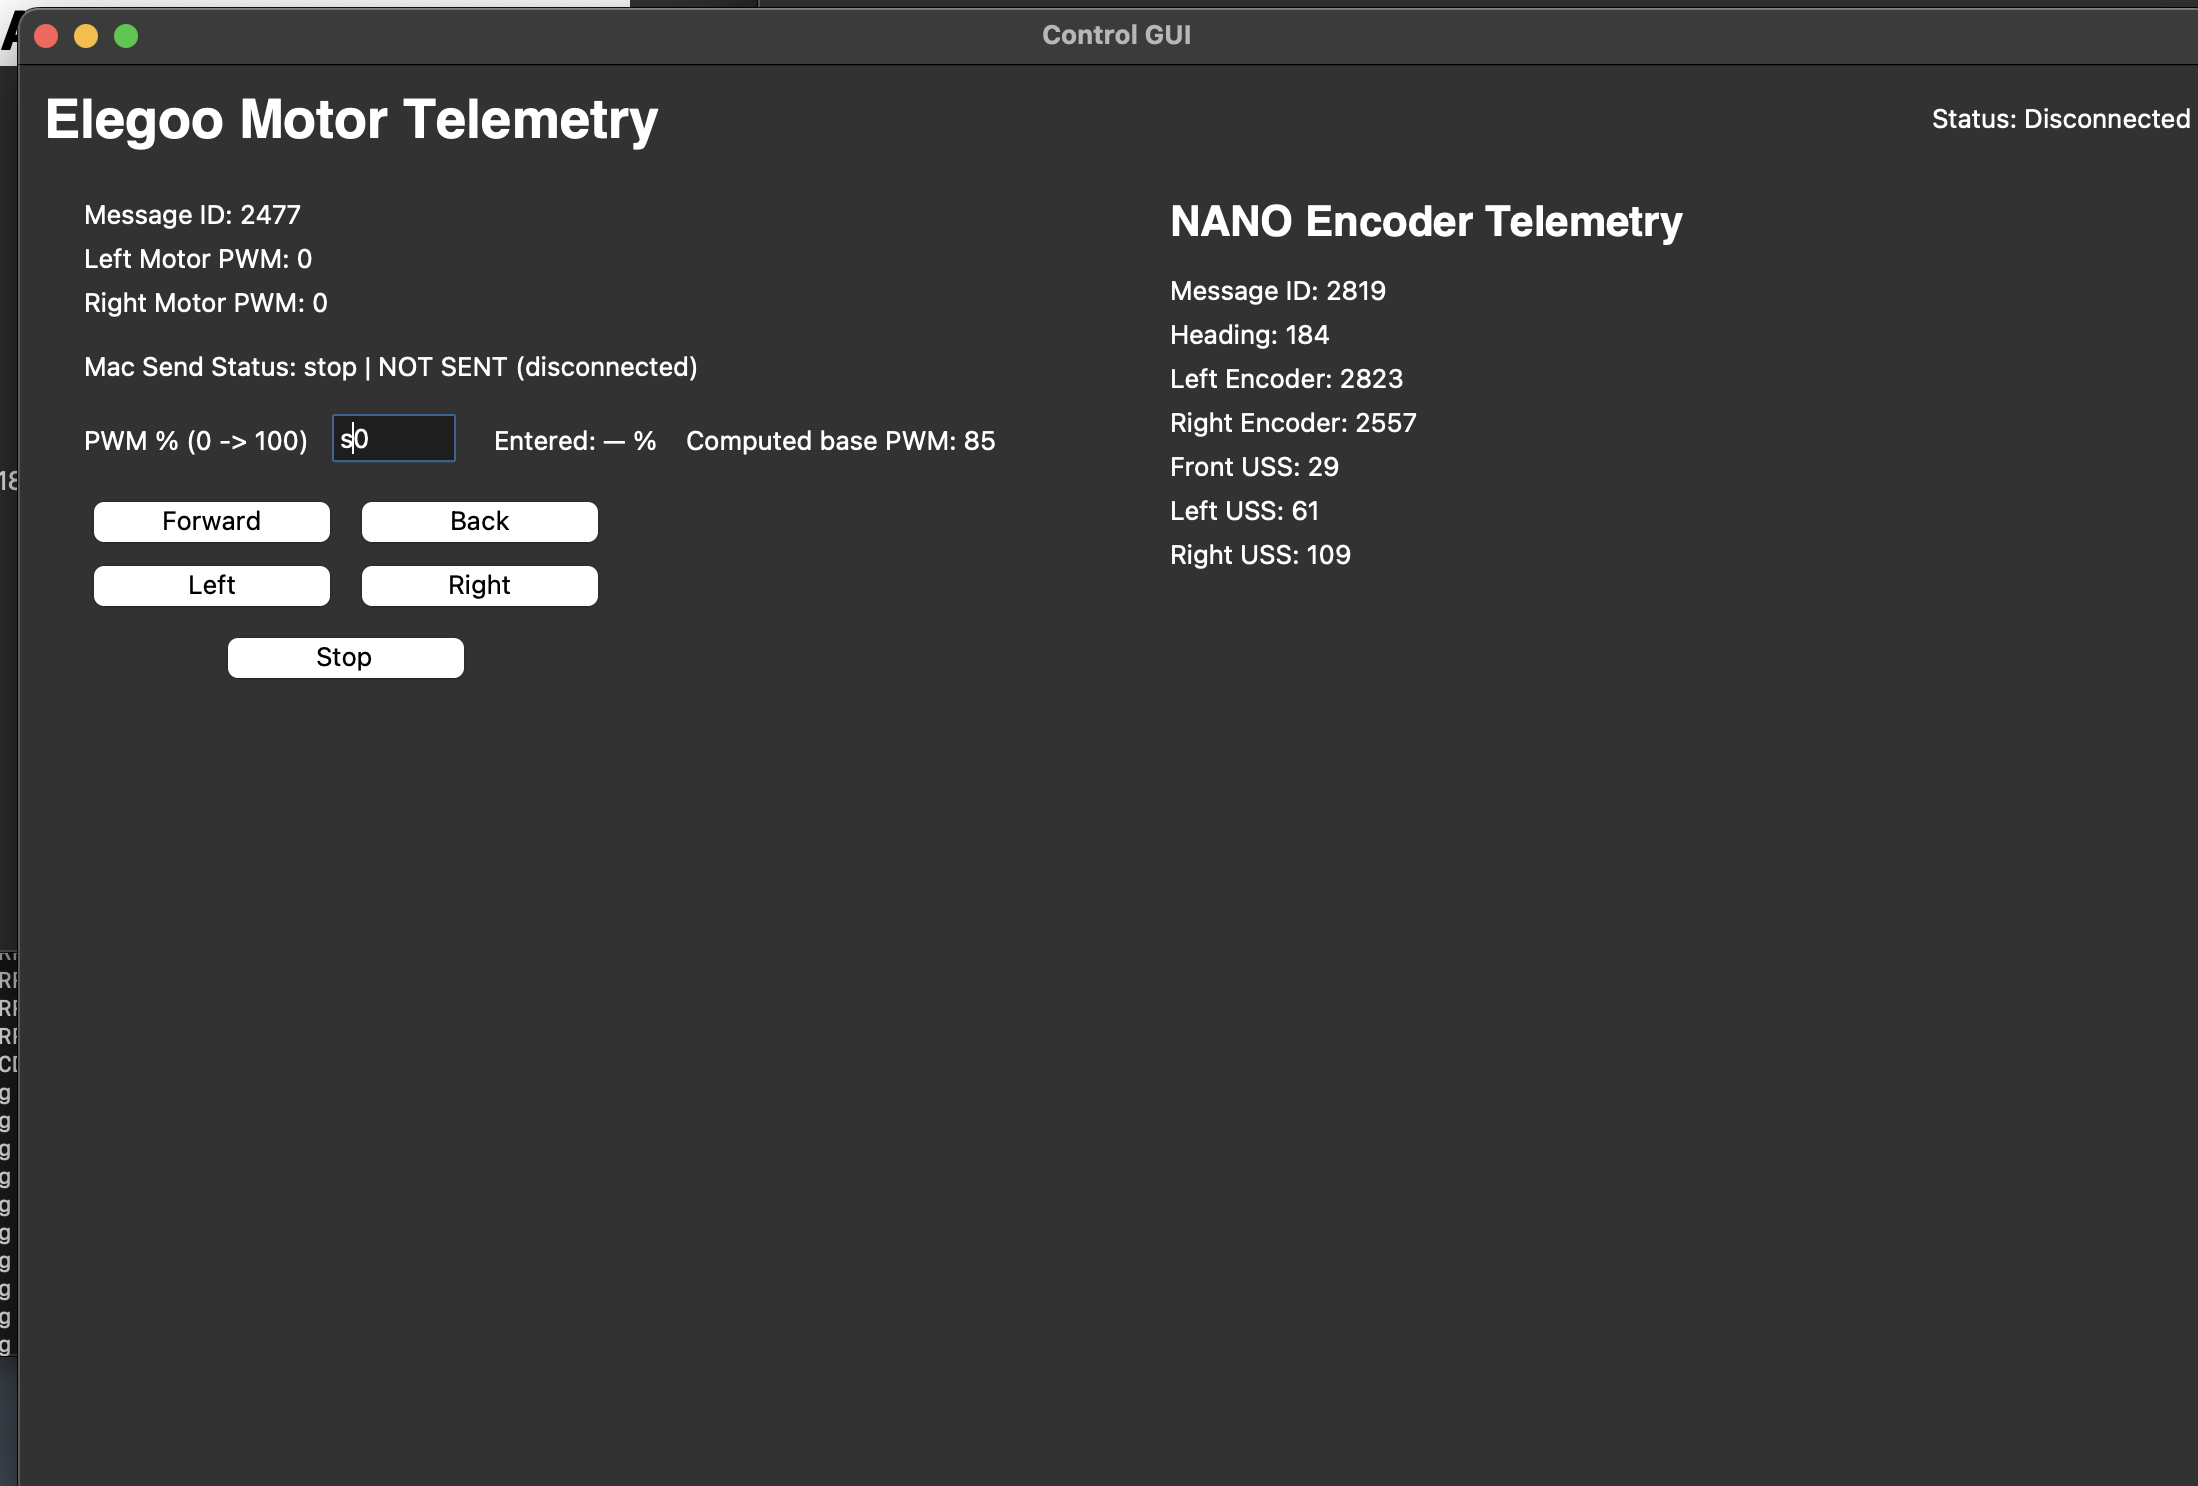 Control GUI
Elegoo Motor Telemetry
Status: Disconnected
Message ID: 2477
Left Motor PWM: 0
Right Motor PWM: 0
Mac Send Status: stop | NOT SENT (disconnected)
PWM % (0 -> 100) s0 Entered: — % Computed base PWM: 85
Forward Back
Left Right
Stop
NANO Encoder Telemetry
Message ID: 2819
Heading: 184
Left Encoder: 2823
Right Encoder: 2557
Front USS: 29
Left USS: 61
Right USS: 109
18
g
g
g
g
g
g
g
g
g
g